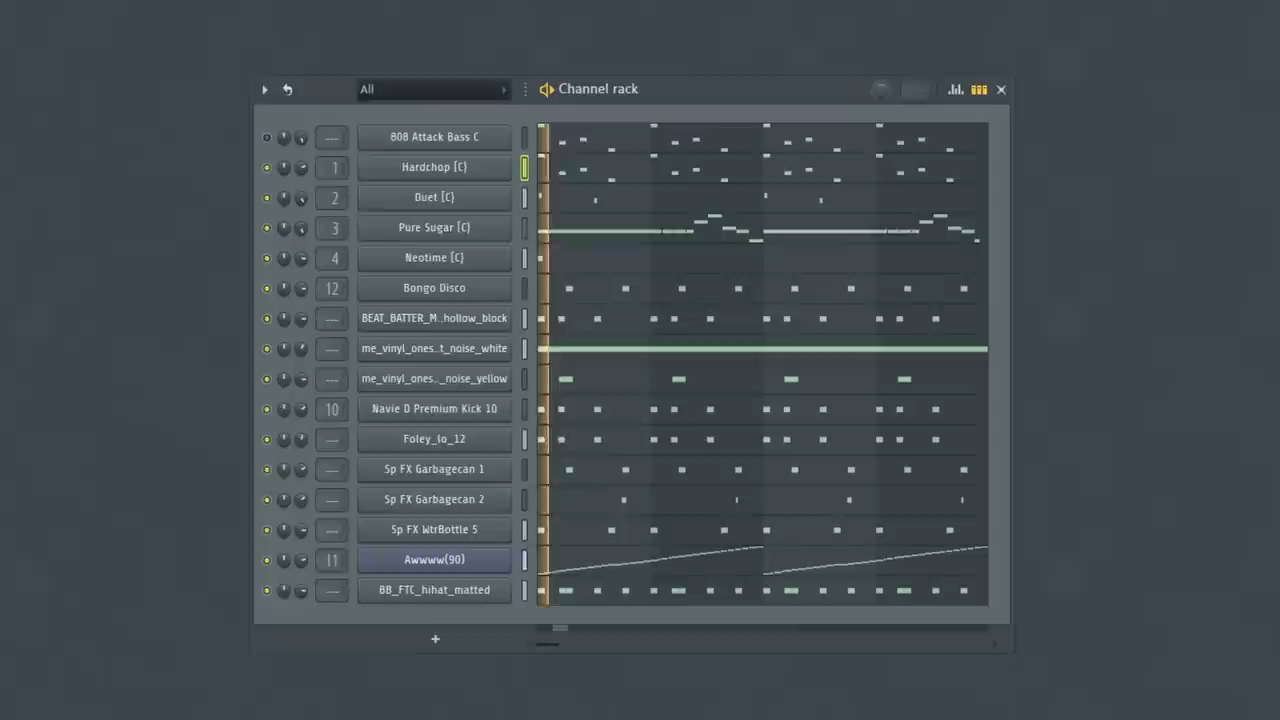 All
Channel rack
--- 808 Attack Bass C
1 Hardchop [C}
2 Duet [C}
3 Pure Sugar [C}
4 Neotime [C}
12 Bongo Disco
--- BEAT_BATTER_M..hollow_block
--- me_vinyl_ones..t_noise_white
--- me_vinyl_ones.._noise_yellow
10 Navie D Premium Kick 10
--- Foley_lo_12
--- Sp FX Garbagecan 1
--- Sp FX Garbagecan 2
--- Sp FX WtrBottle 5
11 Awwww(90)
--- BB_FTC_hihat_matted
+